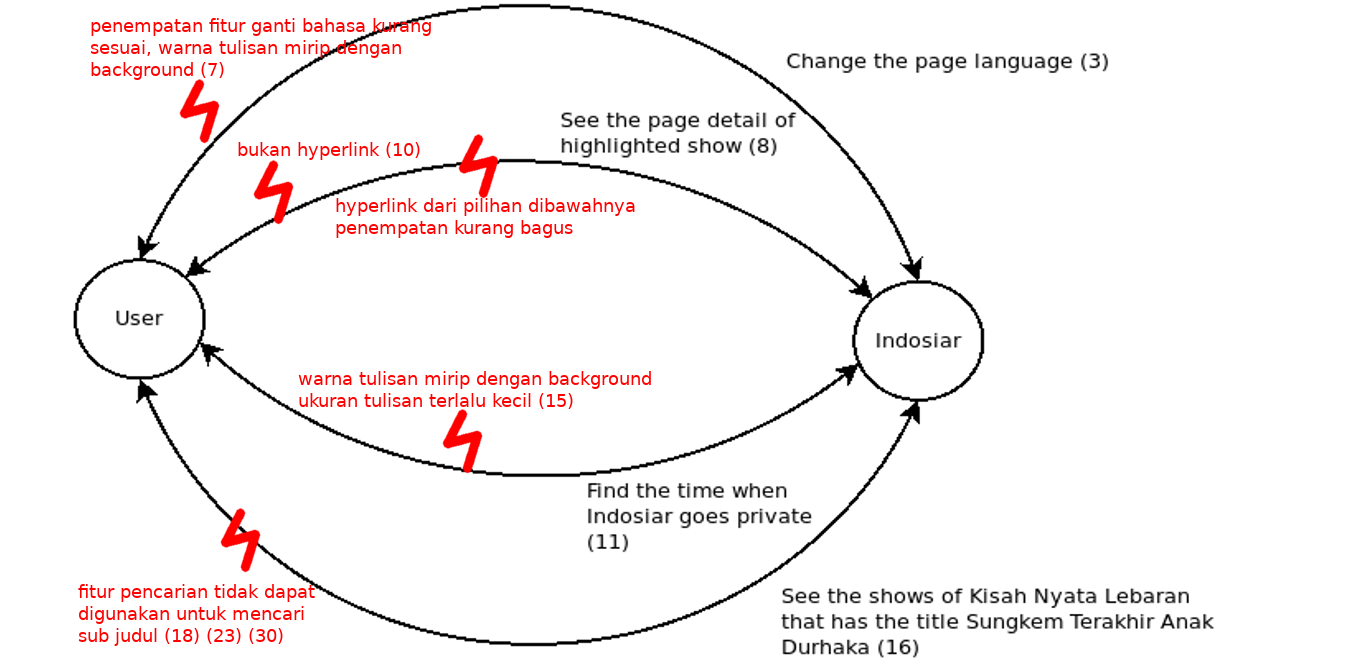 penempatan fitur ganti bahasa kurang
sesuai, warna tulisan mirip dengan
background (7)
Change the page language (3)
See the page detail of
highlighted show (8)
bukan hyperlink (10)
hyperlink dari pilihan dibawahnya
penempatan kurang bagus
User
Indosiar
warna tulisan mirip dengan background
ukuran tulisan terlalu kecil (15)
Find the time when
Indosiar goes private
(11)
fitur pencarian tidak dapat
digunakan untuk mencari
sub judul (18) (23) (30)
See the shows of Kisah Nyata Lebaran
that has the title Sungkem Terakhir Anak
Durhaka (16)